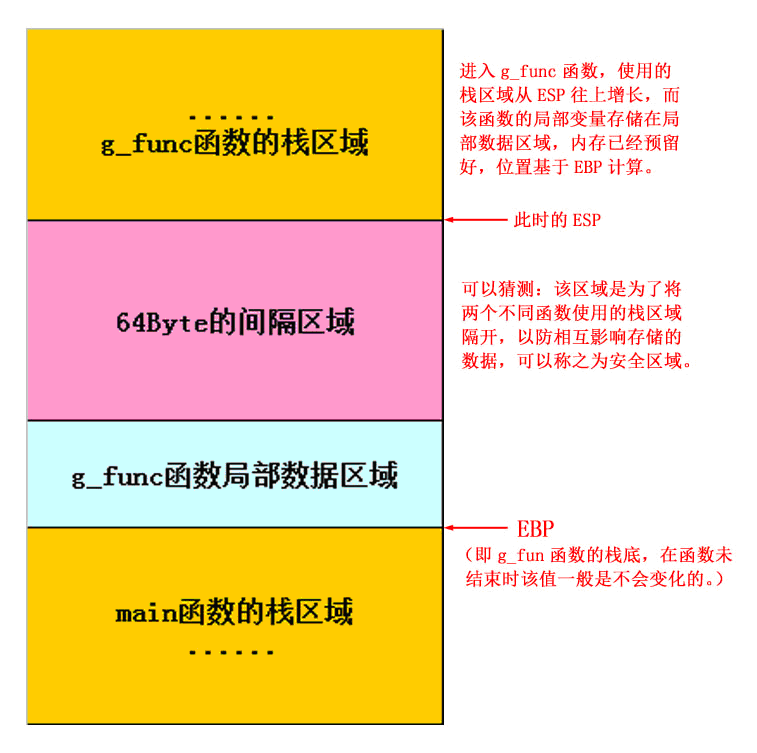 ......
g_func函数的栈区域
进入 g_func 函数，使用的
栈区域从 ESP 往上增长，而
该函数的局部变量存储在局
部数据区域，内存已经预留
好，位置基于 EBP 计算。
此时的 ESP
64Byte的间隔区域
可以猜测：该区域是为了将
两个不同函数使用的栈区域
隔开，以防相互影响存储的
数据，可以称之为安全区域。
g_func函数局部数据区域
EBP
（即 g_fun 函数的栈底，在函数未
结束时该值一般是不会变化的。）
main函数的栈区域
......